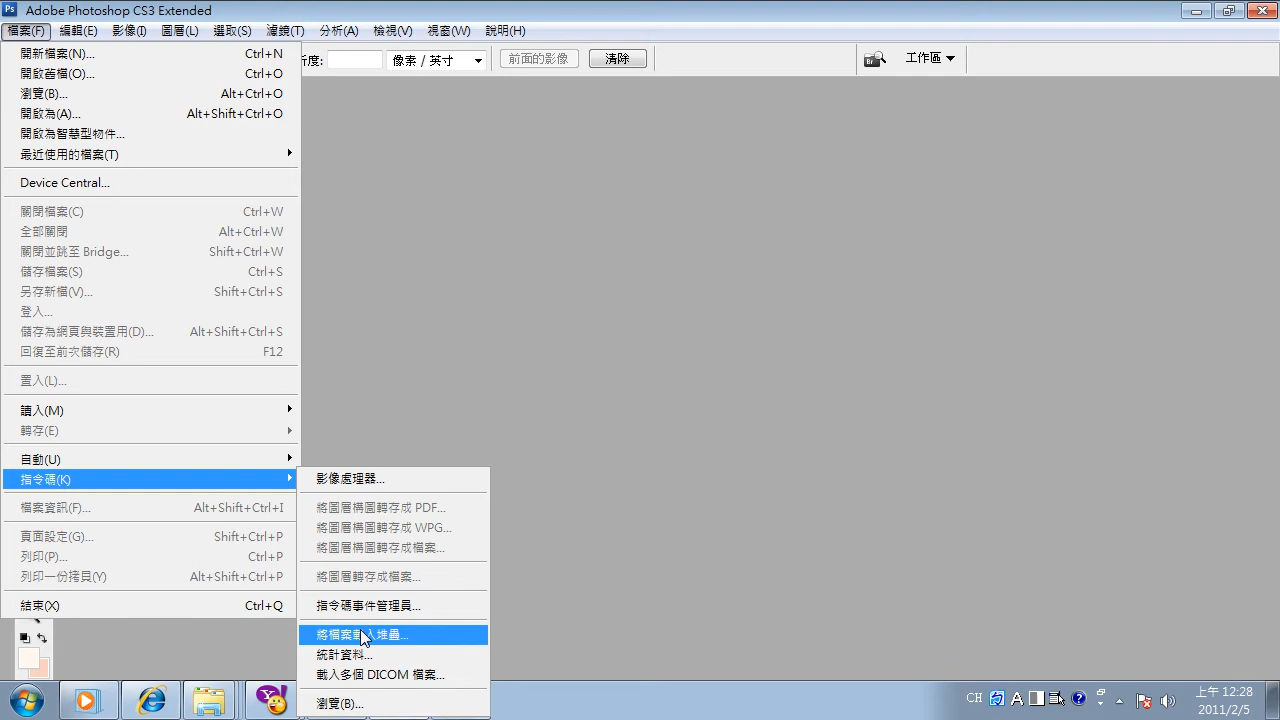 Adobe Photoshop CS3 Extended
檔案(F) 編輯(E) 影像(I) 圖層(L) 選取(S) 濾鏡(T) 分析(A) 檢視(V) 視窗(W) 說明(H)
析度: 像素 / 英寸 前面的影像 清除 工作區
開新檔案(N)... Ctrl+N
開啟舊檔(O)... Ctrl+O
瀏覽(B)... Alt+Ctrl+O
開啟為(A)... Alt+Shift+Ctrl+O
開啟為智慧型物件...
最近使用的檔案(T)
Device Central...
關閉檔案(C) Ctrl+W
全部關閉 Alt+Ctrl+W
關閉並跳至 Bridge... Shift+Ctrl+W
儲存檔案(S) Ctrl+S
另存新檔(V)... Shift+Ctrl+S
登入...
儲存為網頁與裝置用(D)... Alt+Shift+Ctrl+S
回復至前次儲存(R) F12
置入(L)...
讀入(M)
轉存(E)
自動(U)
指令碼(K)
檔案資訊(F)... Alt+Shift+Ctrl+I
頁面設定(G)... Shift+Ctrl+P
列印(P)... Ctrl+P
列印一份拷貝(Y) Alt+Shift+Ctrl+P
結束(X) Ctrl+Q
影像處理器...
將圖層構圖轉存成 PDF...
將圖層構圖轉存成 WPG...
將圖層構圖轉存成檔案...
將圖層轉存成檔案...
指令碼事件管理員...
將檔案載入堆疊...
統計資料...
載入多個 DICOM 檔案...
瀏覽(B)...
CH A
上午 12:28
2011/2/5